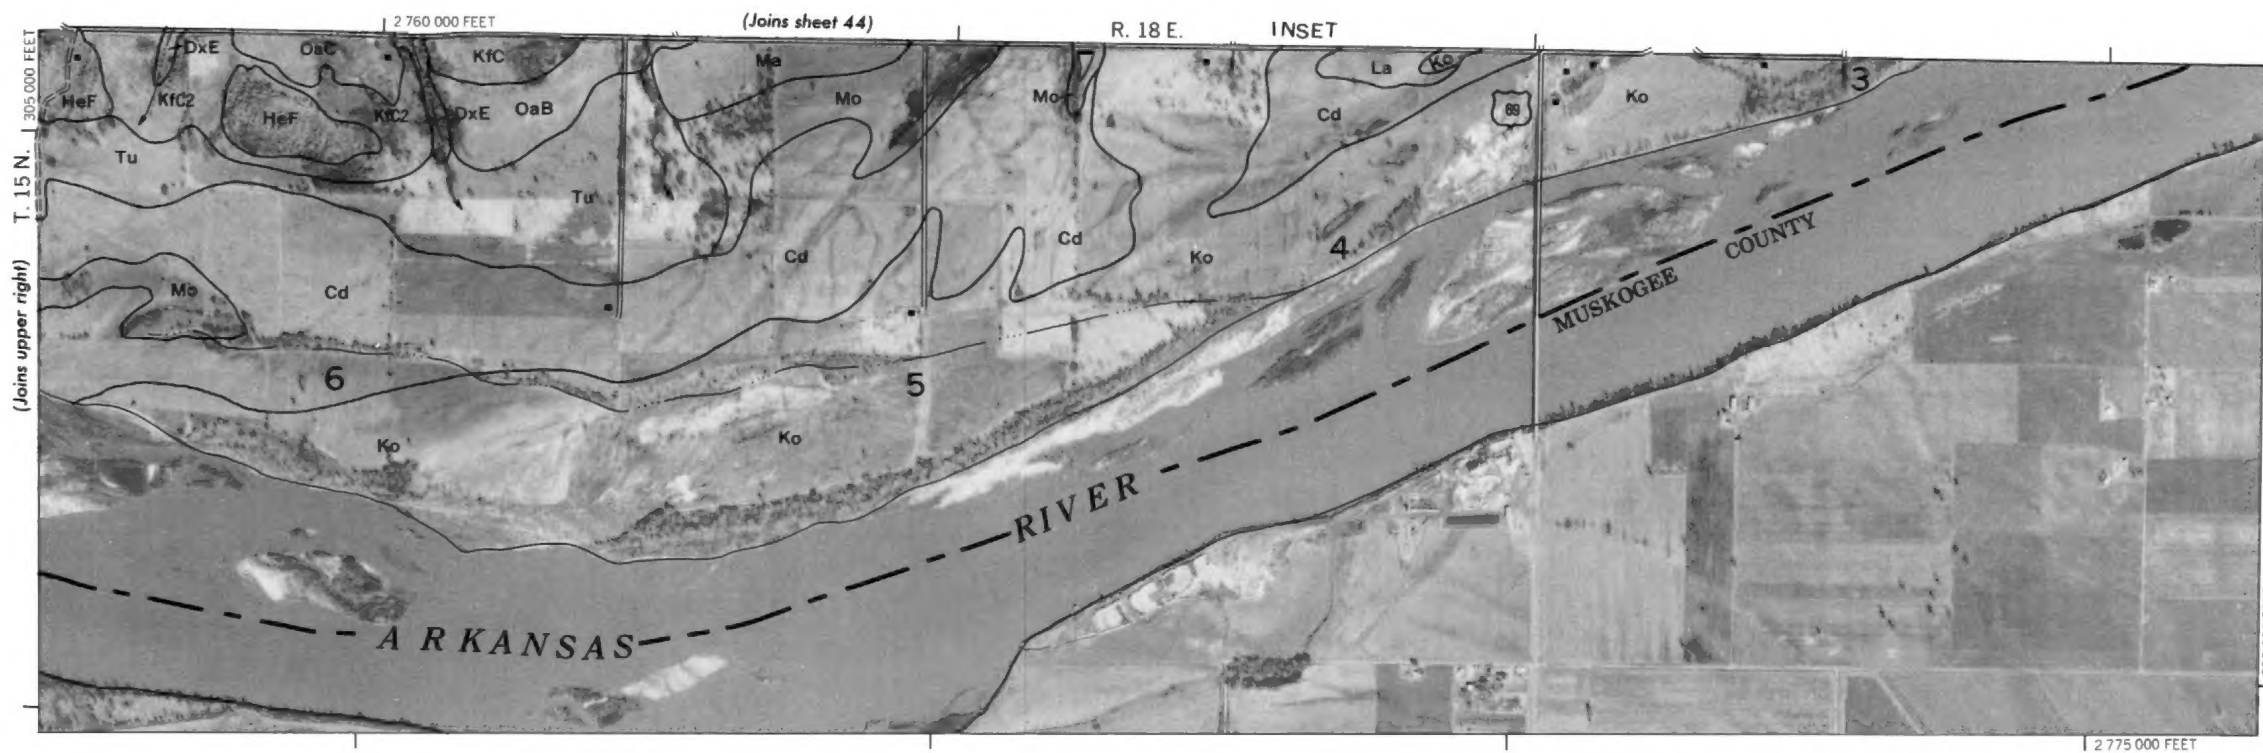 2 760 000 FEET
(Joins sheet 44)
R. 18 E.
INSET
305 000 FEET
T. 15 N.
(Joins upper right)
DxE
OaC
KfC
Ma
La
Ko
3
HeF
KfC2
HeF
KfC2
DxE
OaB
Mo
Mo
Cd
69
Ko
Tu
Tu
Cd
Cd
Ko
4
MUSKOGEE COUNTY
Mo
Cd
6
5
Ko
Ko
ARKANSAS RIVER
2 775 000 FEET